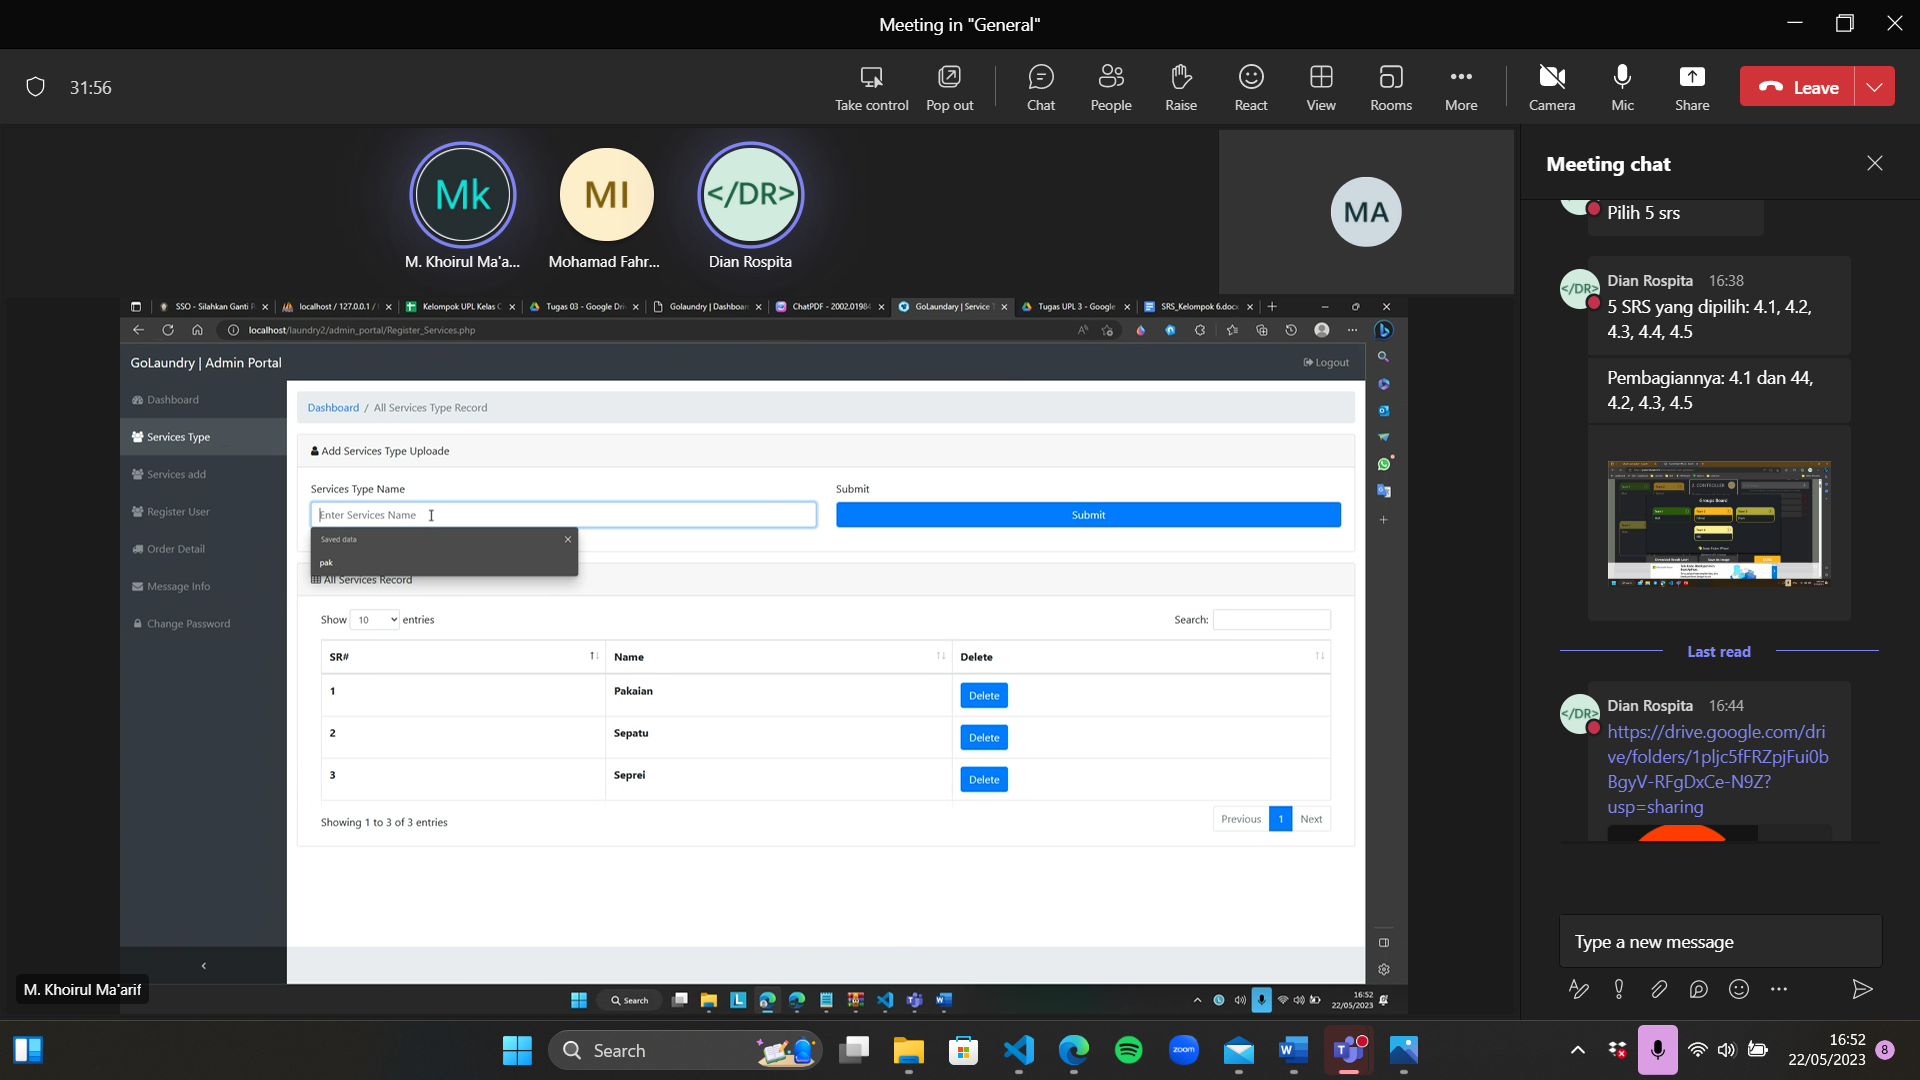 Meeting in "General"
31:56
Take control
Pop out
Chat
People
Raise
React
View
Rooms
More
Camera
Mic
Share
Leave
Mk
MI
</DR>
MA
M. Khoirul Ma'a...
Mohamad Fahr...
Dian Rospita
SSO - Silahkan Ganti P
localhost / 127.0.0.1 /
Kelompok UPL Kelas C
Tugas 03 - Google Dri
Golaundry | Dashboar
ChatPDF - 2002.01984
GoLaundary | Service T
Tugas UPL 3 - Google
SRS_Kelompok 6.docx
localhost/laundry2/admin_portal/Register_Services.php
GoLaundry | Admin Portal
Logout
Dashboard
Services Type
Services add
Register User
Order Detail
Message Info
Change Password
Dashboard / All Services Type Record
Add Services Type Uploade
Services Type Name
Submit
Enter Services Name
Submit
Saved data
pak
All Services Record
Show 10 entries
Search:
SR#
Name
Delete
1
Pakaian
Delete
2
Sepatu
Delete
3
Seprei
Delete
Showing 1 to 3 of 3 entries
Previous
1
Next
M. Khoirul Ma'arif
Search
16:52
22/05/2023
Meeting chat
Pilih 5 srs
</DR>
Dian Rospita 16:38
5 SRS yang dipilih: 4.1, 4.2,
4.3, 4.4, 4.5
Pembagiannya: 4.1 dan 44,
4.2, 4.3, 4.5
Groups Board
Last read
</DR>
Dian Rospita 16:44
https://drive.google.com/dri
ve/folders/1pljc5fFRZpjFui0b
BgyV-RFgDxCe-N9Z?
usp=sharing
Type a new message
Search
zoom
16:52
22/05/2023
8